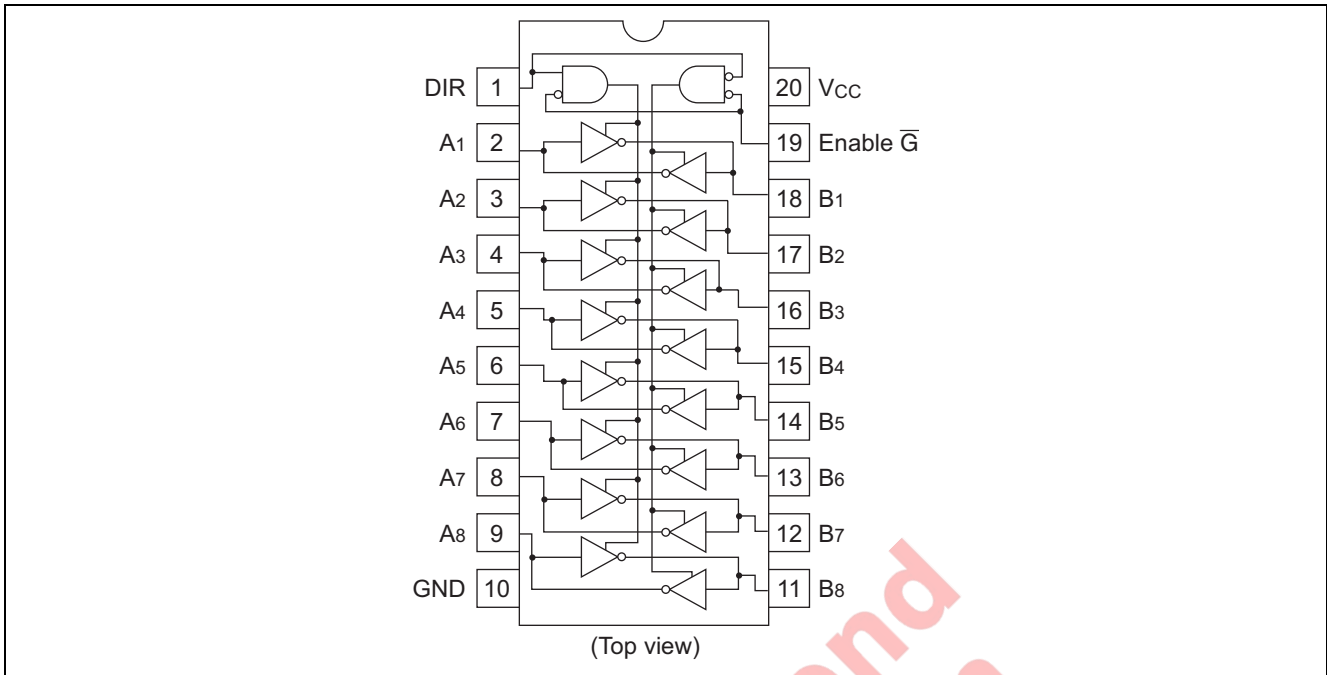 DIR 1 20 VCC
A1 2 19 Enable G̅
A2 3 18 B1
A3 4 17 B2
A4 5 16 B3
A5 6 15 B4
A6 7 14 B5
A7 8 13 B6
A8 9 12 B7
GND 10 11 B8
(Top view)